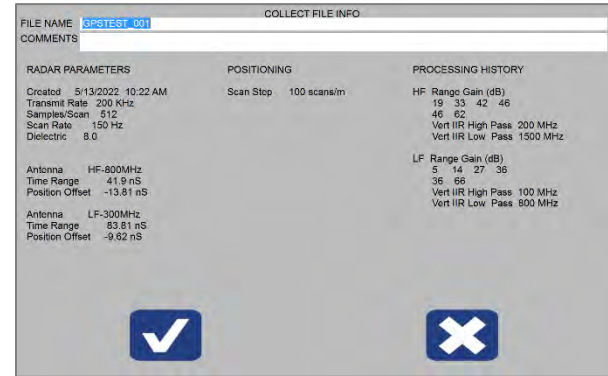 COLLECT FILE INFO
FILE NAME GPSTEST_001
COMMENTS
RADAR PARAMETERS
Created 5/13/2022 10:22 AM
Transmit Rate 200 KHz
Samples/Scan 512
Scan Rate 150 Hz
Dielectric 8.0
Antenna HF-800MHz
Time Range 41.9 nS
Position Offset -13.81 nS
Antenna LF-300MHz
Time Range 83.81 nS
Position Offset -9.62 nS
POSITIONING
Scan Step 100 scans/m
PROCESSING HISTORY
HF Range Gain (dB)
19 33 42 46
46 62
Vert IIR High Pass 200 MHz
Vert IIR Low Pass 1500 MHz
LF Range Gain (dB)
5 14 27 36
36 66
Vert IIR High Pass 100 MHz
Vert IIR Low Pass 800 MHz